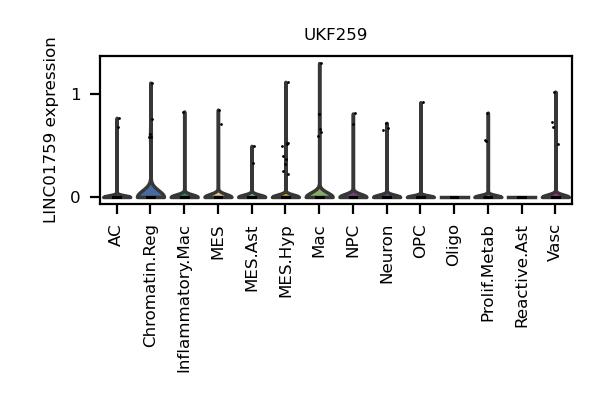 UKF259
LINC01759 expression
1
0
AC
Chromatin.Reg
Inflammatory.Mac
MES
MES.Ast
MES.Hyp
Mac
NPC
Neuron
OPC
Oligo
Prolif.Metab
Reactive.Ast
Vasc